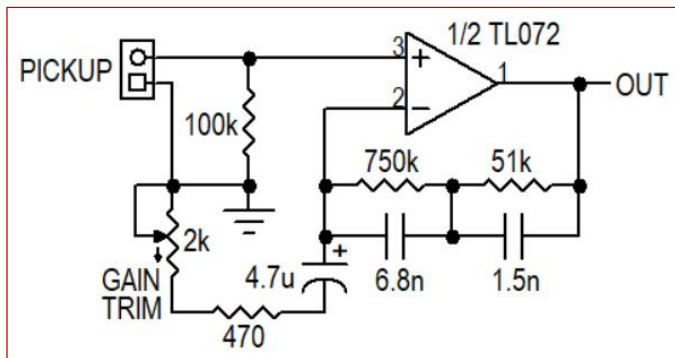 1/2 TL072
PICKUP
3
+
1
OUT
2
−
100k
750k
51k
2k
GAIN
TRIM
4.7u
+
6.8n
1.5n
470